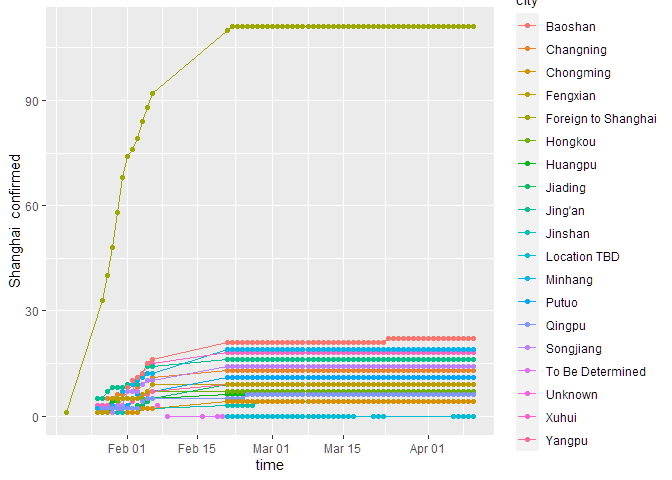 city
Baoshan
Changning
Chongming
Fengxian
Foreign to Shanghai
Hongkou
Huangpu
Jiading
Jing'an
Jinshan
Location TBD
Minhang
Putuo
Qingpu
Songjiang
To Be Determined
Unknown
Xuhui
Yangpu
Shanghai confirmed
90
60
30
0
Feb 01
Feb 15
Mar 01
Mar 15
Apr 01
time